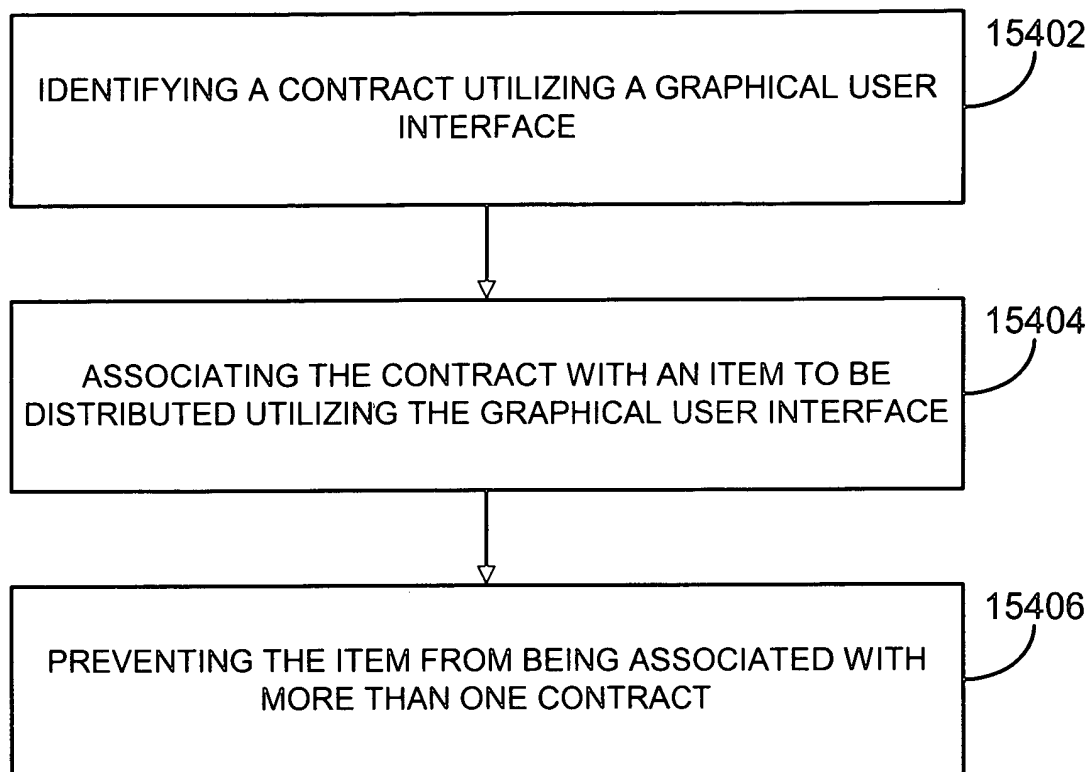 15402
IDENTIFYING A CONTRACT UTILIZING A GRAPHICAL USER
INTERFACE
15404
ASSOCIATING THE CONTRACT WITH AN ITEM TO BE
DISTRIBUTED UTILIZING THE GRAPHICAL USER INTERFACE
15406
PREVENTING THE ITEM FROM BEING ASSOCIATED WITH
MORE THAN ONE CONTRACT